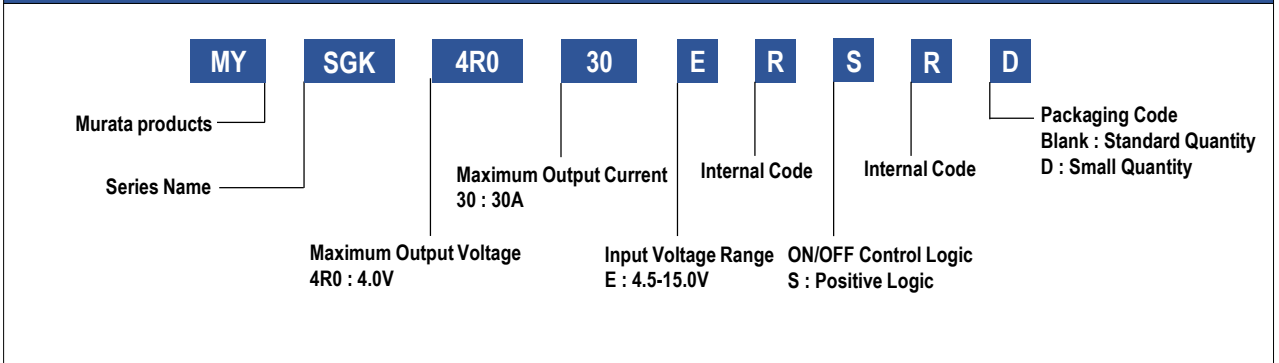 MY SGK 4R0 30 E R S R D
Murata products
Series Name
Maximum Output Voltage
4R0 : 4.0V
Maximum Output Current
30 : 30A
Input Voltage Range
E : 4.5-15.0V
Internal Code
ON/OFF Control Logic
S : Positive Logic
Internal Code
Packaging Code
Blank : Standard Quantity
D : Small Quantity